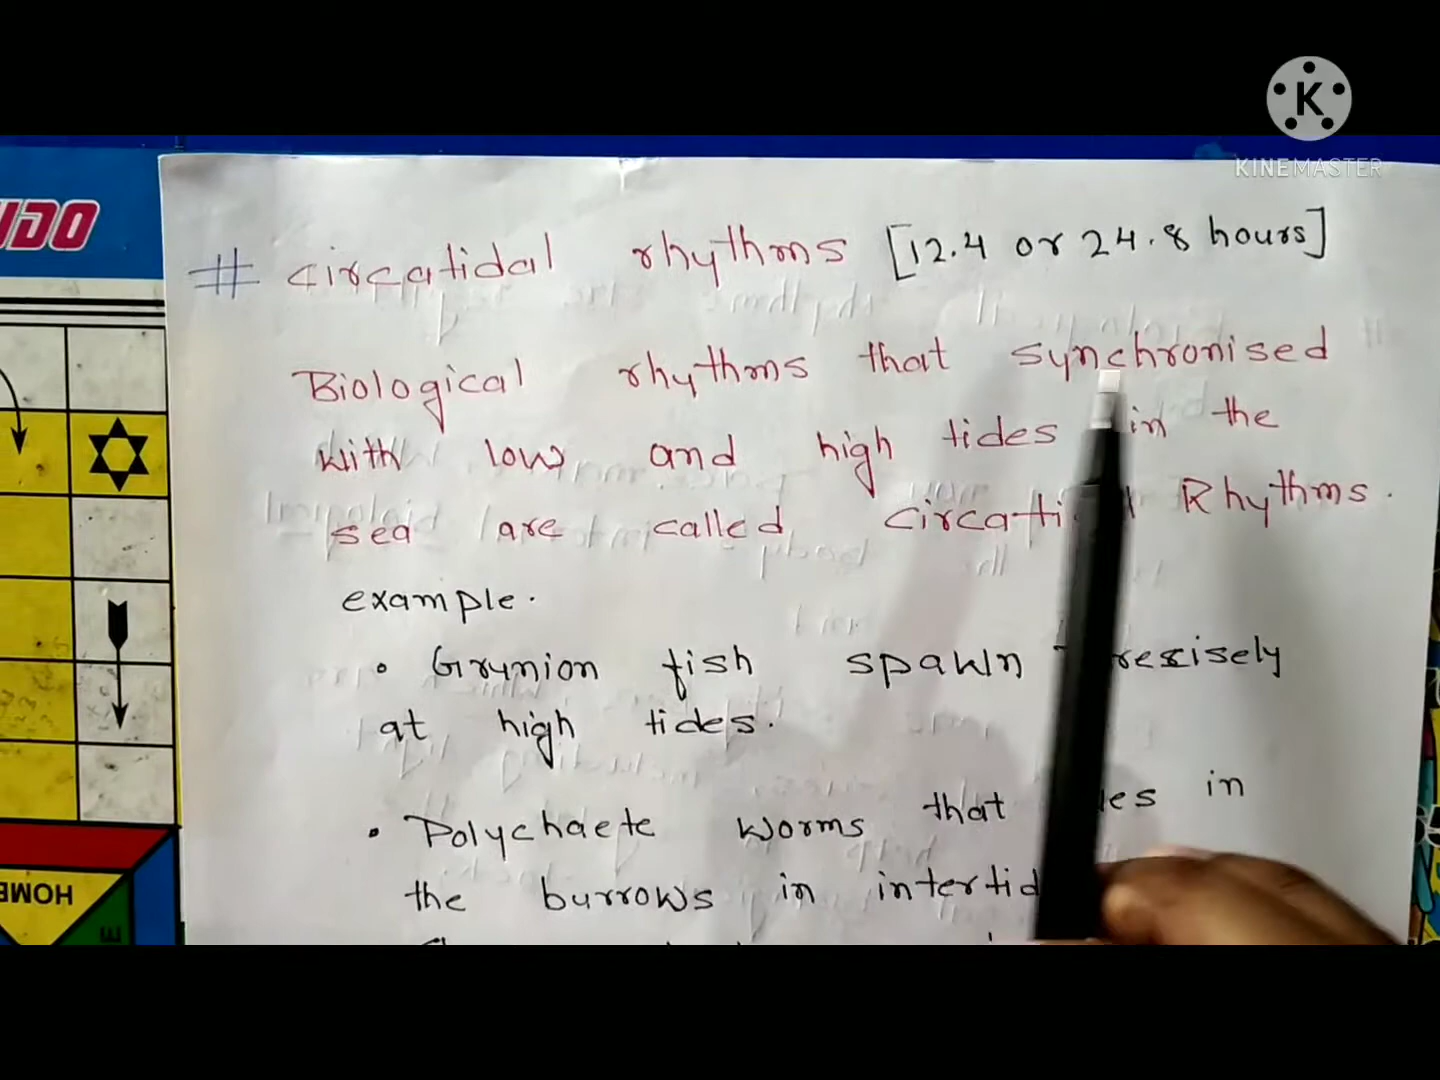 K
KINEMASTER
UDO
# Circatidal rhythms [12.4 or 24.8 hours]
Biological rhythms that synchronised
with low and high tides in the
sea are called Rhythms.
example.
• Grunion fish spawn
at high tides.
• Polychaete worms that in
the burrows in
HOME